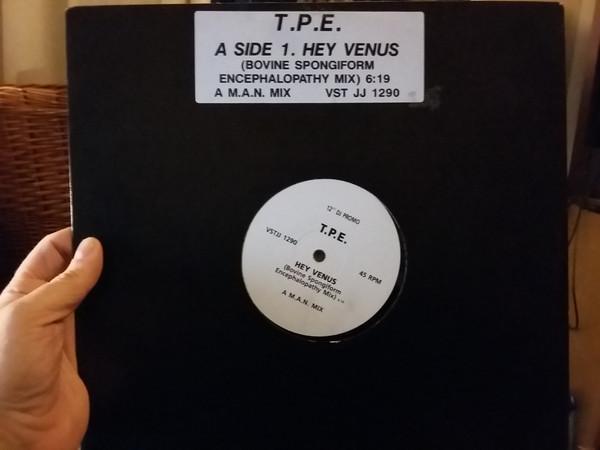 T.P.E.
A SIDE 1. HEY VENUS
(BOVINE SPONGIFORM
ENCEPHALOPATHY MIX) 6:19
A M.A.N. MIX VST JJ 1290
12" DJ PROMO
T.P.E.
VSTJJ 1290
45 RPM
HEY VENUS
(Bovine Spongiform
Encephalopathy Mix)
A M.A.N. MIX